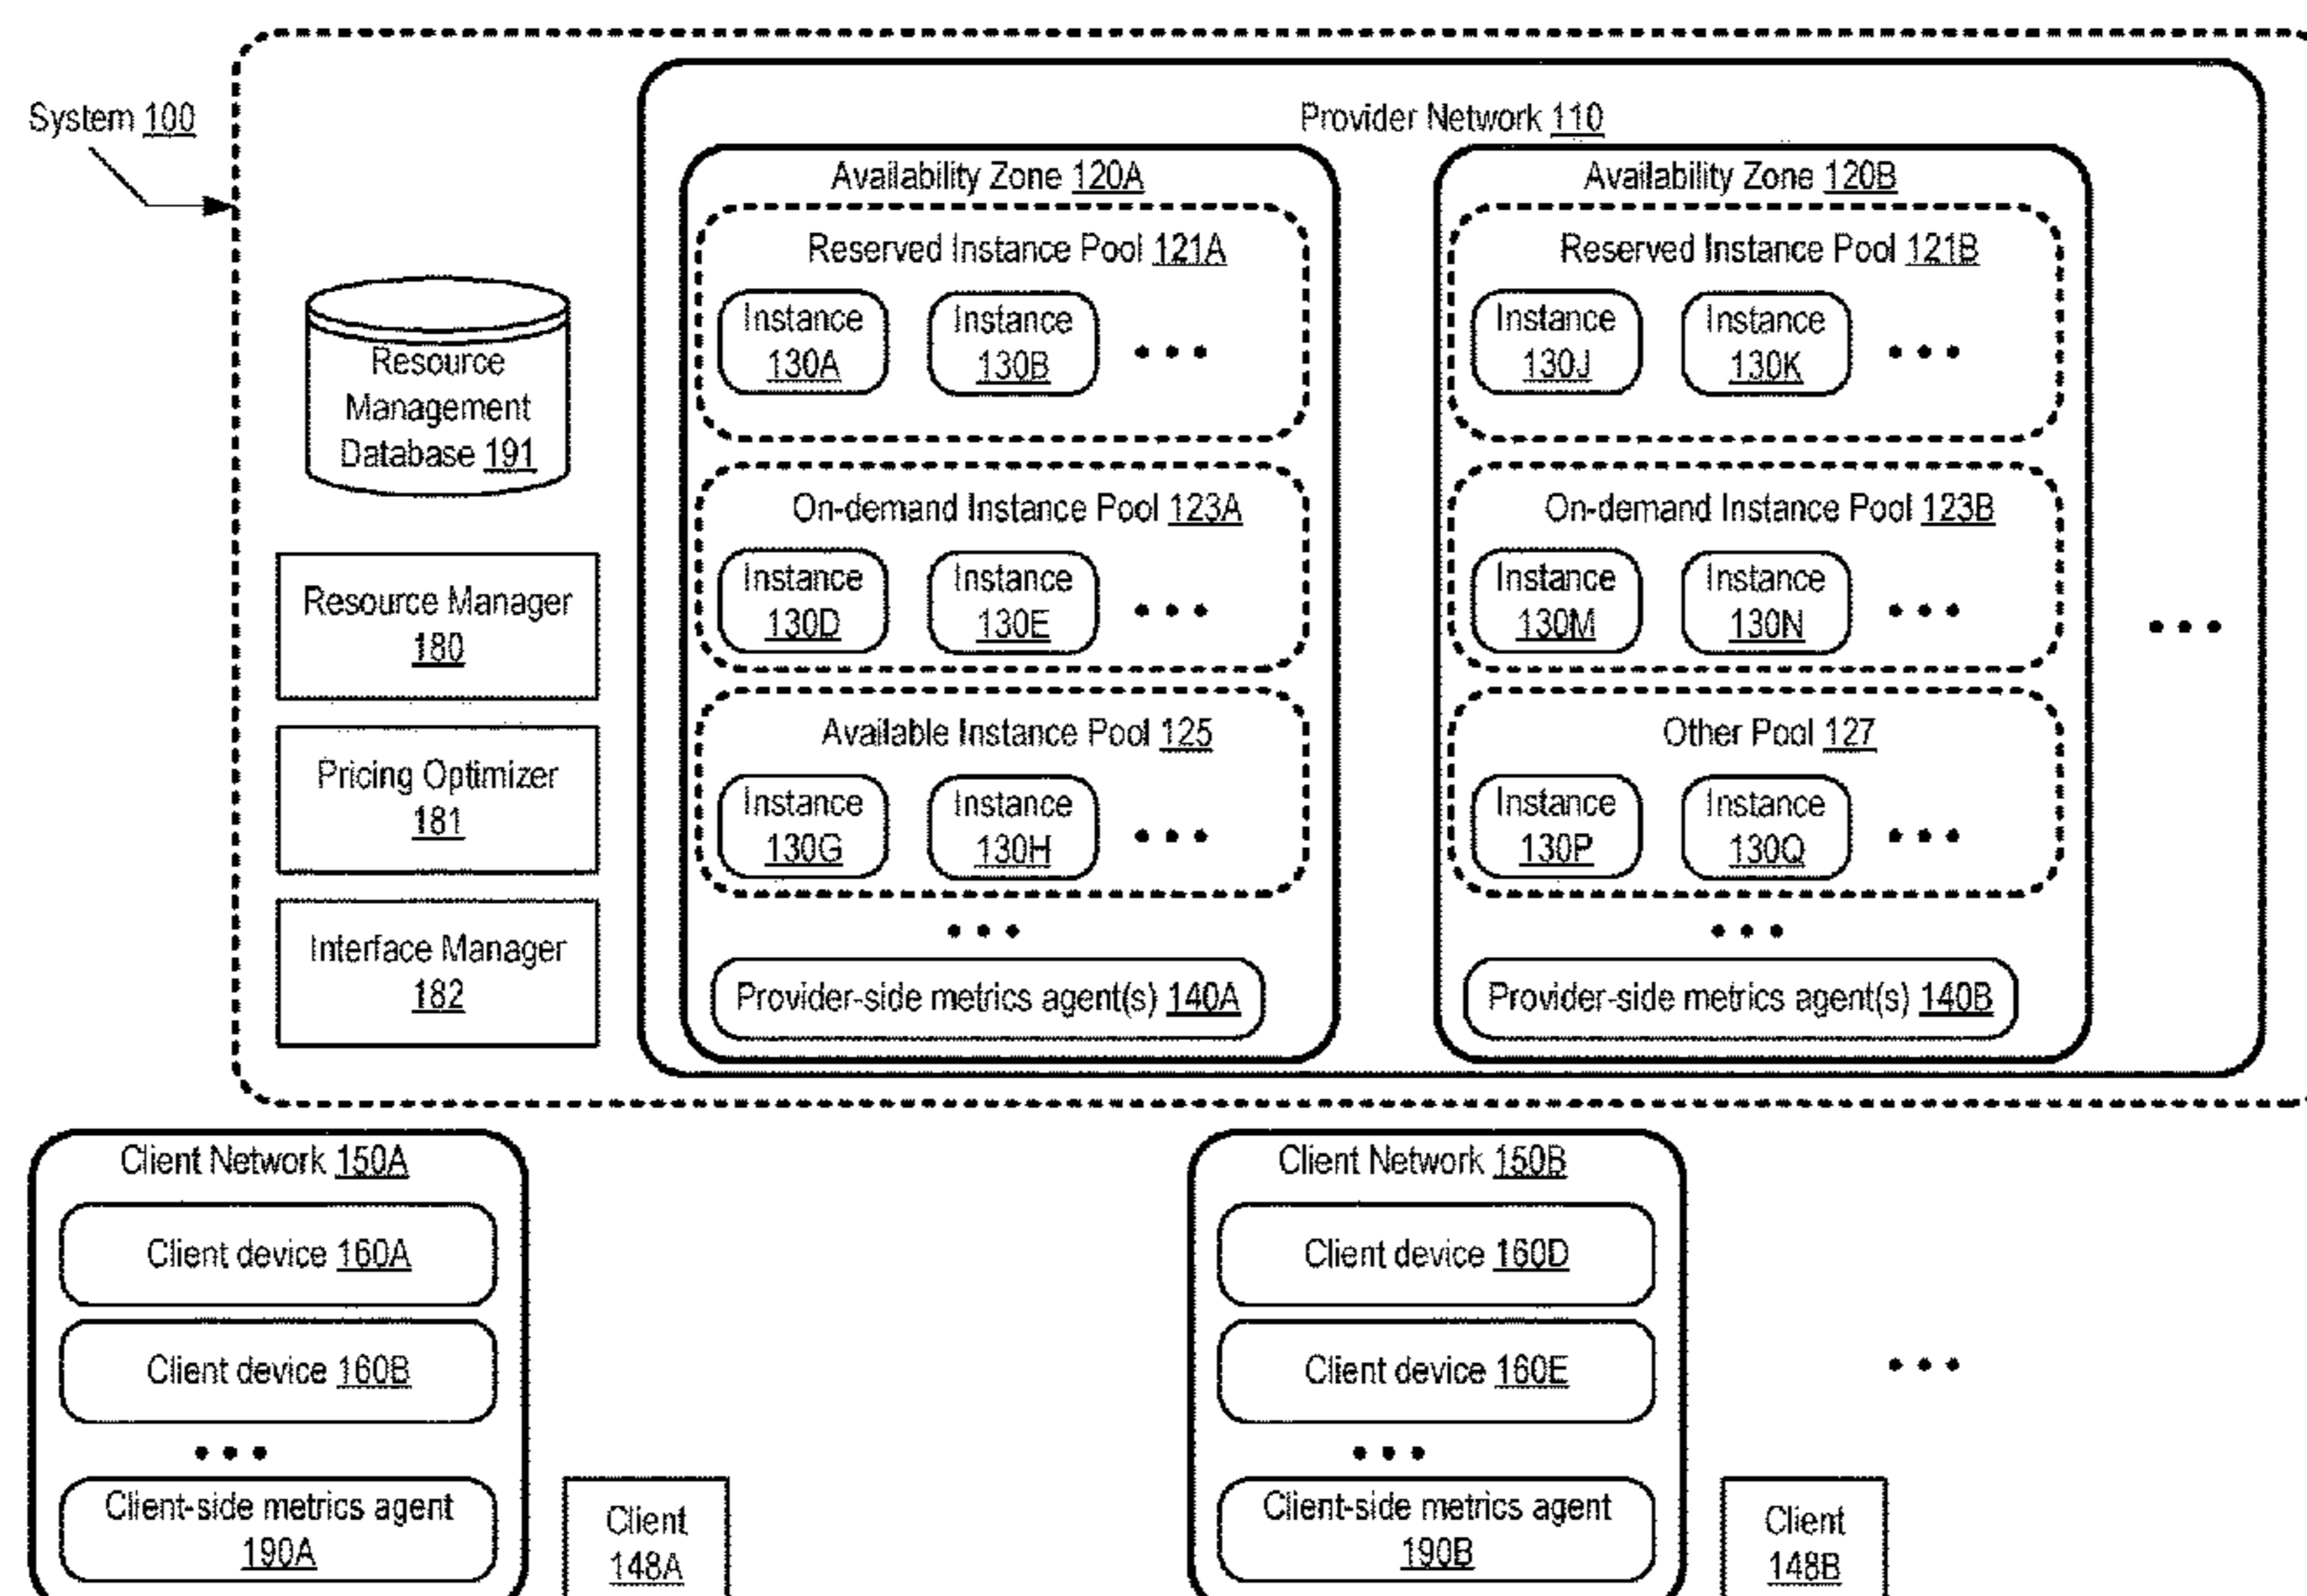 System 100
Provider Network 110
Availability Zone 120A
Reserved Instance Pool 121A
Instance
130A
Instance
130B
• • •
On-demand Instance Pool 123A
Instance
130D
Instance
130E
• • •
Available Instance Pool 125
Instance
130G
Instance
130H
• • •
• • •
Provider-side metrics agent(s) 140A
Availability Zone 120B
Reserved Instance Pool 121B
Instance
130J
Instance
130K
• • •
On-demand Instance Pool 123B
Instance
130M
Instance
130N
• • •
Other Pool 127
Instance
130P
Instance
130Q
• • •
• • •
Provider-side metrics agent(s) 140B
• • •
Resource
Management
Database 191
Resource Manager
180
Pricing Optimizer
181
Interface Manager
182
Client Network 150A
Client device 160A
Client device 160B
• • •
Client-side metrics agent
190A
Client
148A
Client Network 150B
Client device 160D
Client device 160E
• • •
Client-side metrics agent
190B
Client
148B
• • •